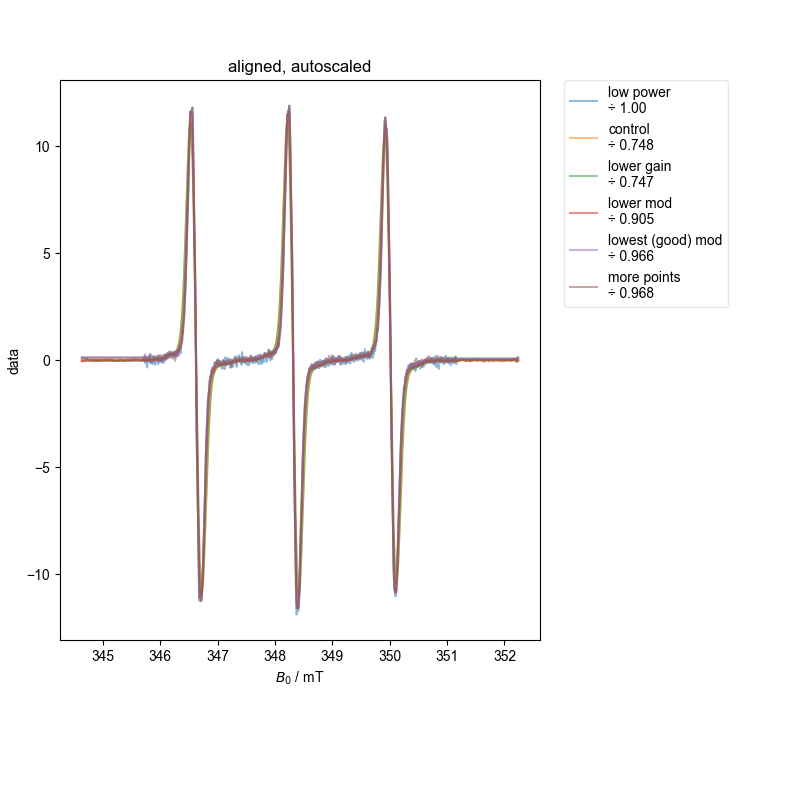 aligned, autoscaled
10
5
0
−5
−10
data
345 346 347 348 349 350 351 352
B0 / mT
low power
÷ 1.00
control
÷ 0.748
lower gain
÷ 0.747
lower mod
÷ 0.905
lowest (good) mod
÷ 0.966
more points
÷ 0.968